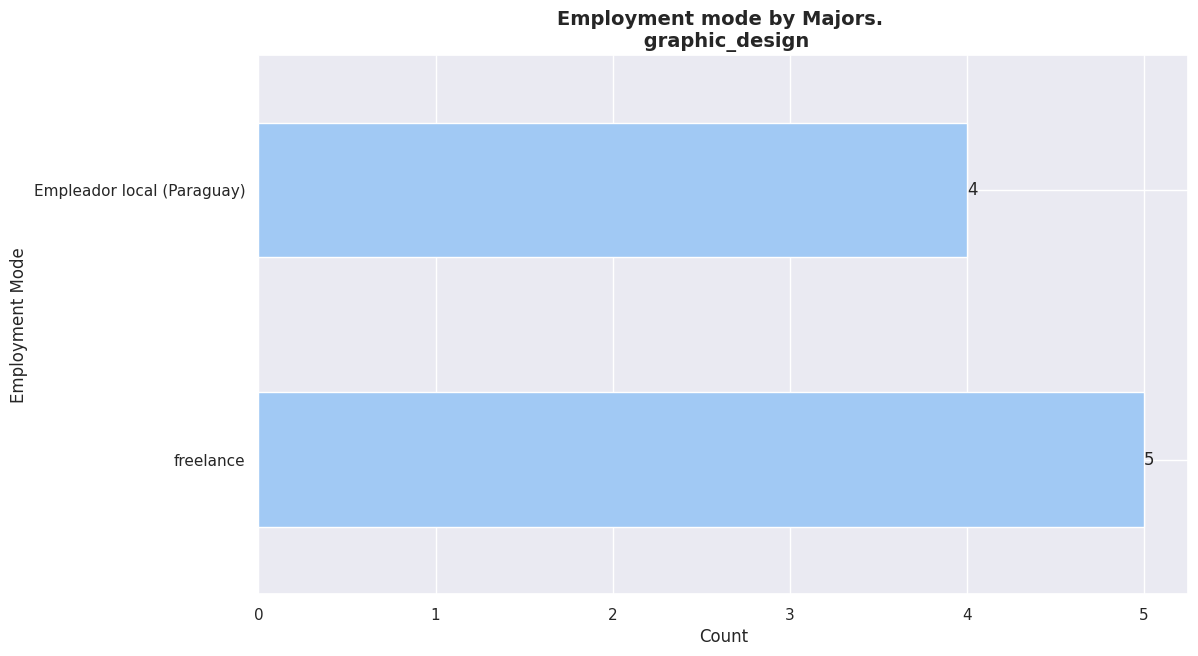 Employment mode by Majors.
graphic_design
Employment Mode
Empleador local (Paraguay)
4
freelance
5
0 1 2 3 4 5
Count